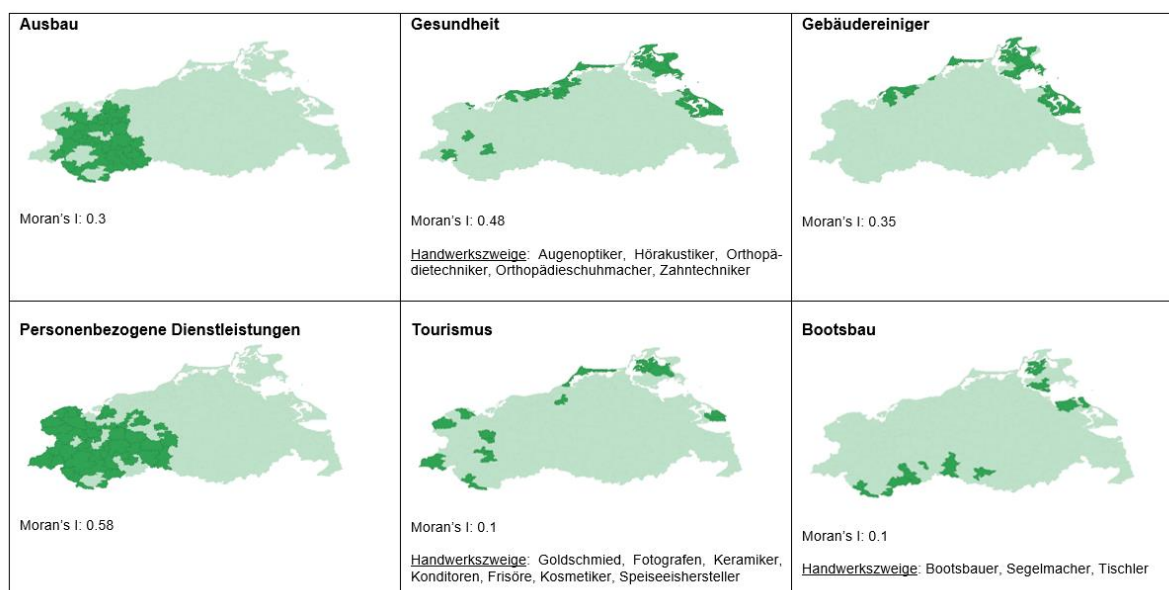 Ausbau
Moran's I: 0.3
Gesundheit
Moran's I: 0.48
Handwerkszweige: Augenoptiker, Hörakustiker, Orthopä-
dietechniker, Orthopädieschuhmacher, Zahntechniker
Gebäudereiniger
Moran's I: 0.35
Personenbezogene Dienstleistungen
Moran's I: 0.58
Tourismus
Moran's I: 0.1
Handwerkszweige: Goldschmied, Fotografen, Keramiker,
Konditoren, Frisöre, Kosmetiker, Speiseeishersteller
Bootsbau
Moran's I: 0.1
Handwerkszweige: Bootsbauer, Segelmacher, Tischler